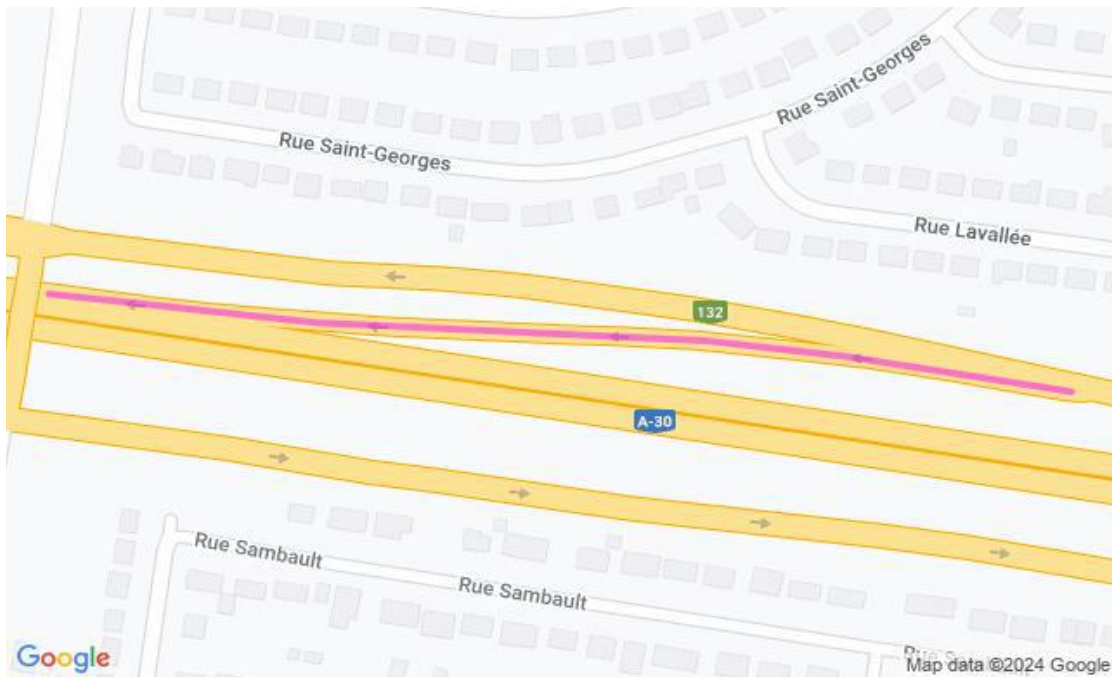 Rue Saint-Georges
Rue Saint-Georges
Rue Lavallée
132
A-30
Rue Sambault
Rue Sambault
Google
Map data ©2024 Google